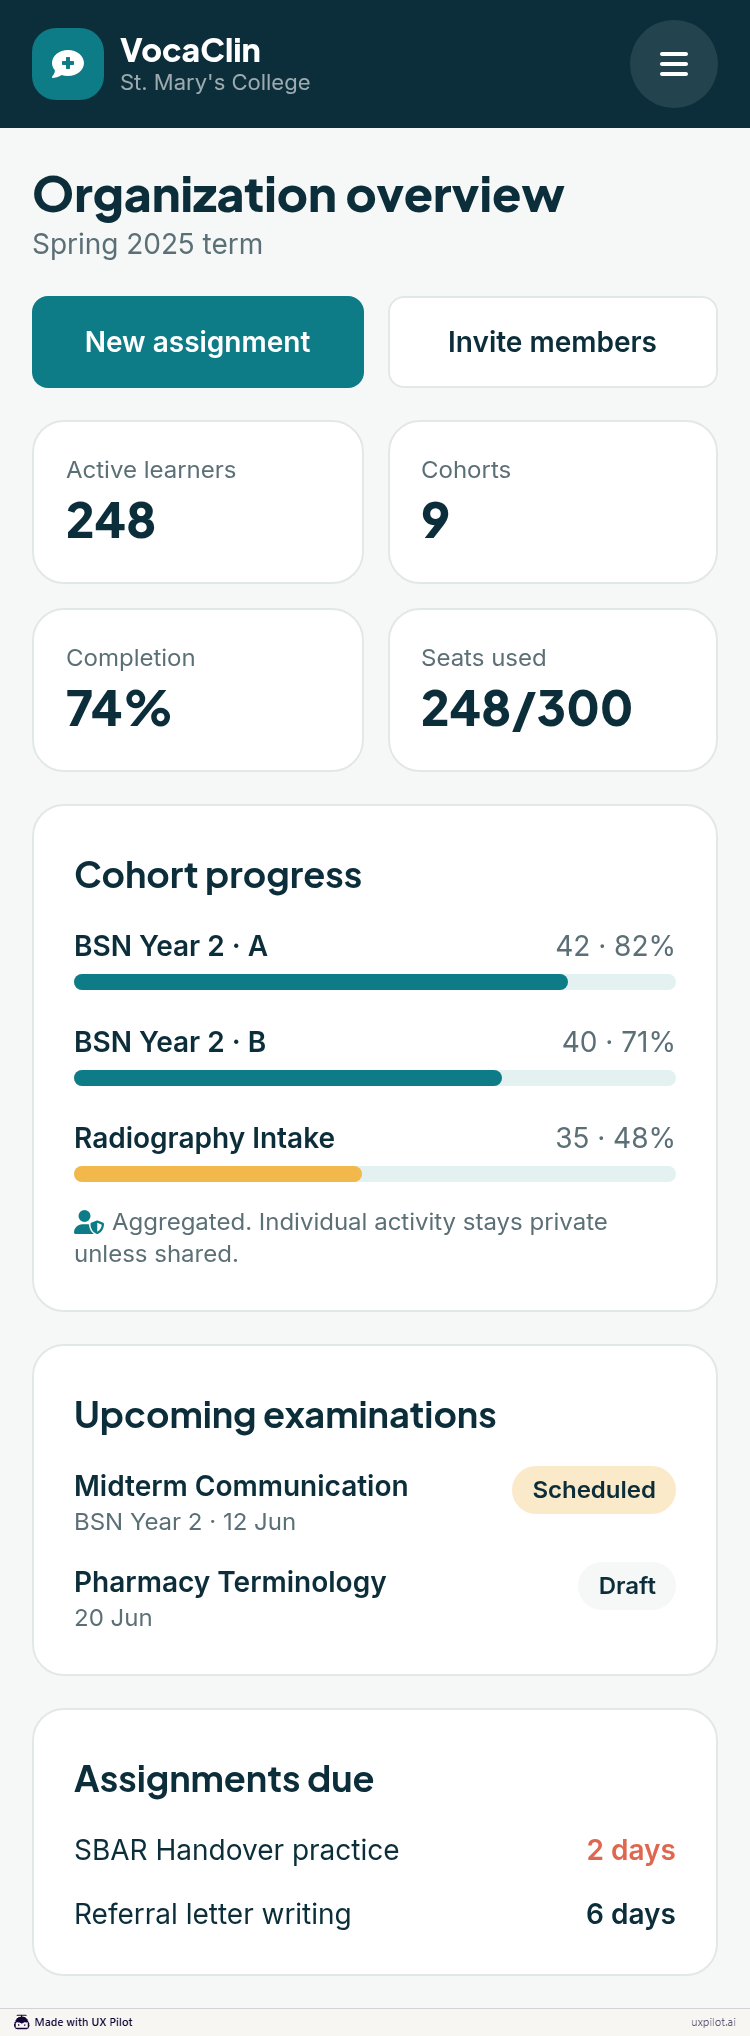 VocaClin
St. Mary's College
Organization overview
Spring 2025 term
New assignment
Invite members
Active learners
248
Cohorts
9
Completion
74%
Seats used
248/300
Cohort progress
BSN Year 2 · A
42 · 82%
BSN Year 2 · B
40 · 71%
Radiography Intake
35 · 48%
Aggregated. Individual activity stays private
unless shared.
Upcoming examinations
Midterm Communication
Scheduled
BSN Year 2 · 12 Jun
Pharmacy Terminology
Draft
20 Jun
Assignments due
SBAR Handover practice
2 days
Referral letter writing
6 days
Made with UX Pilot
uxpilot.ai